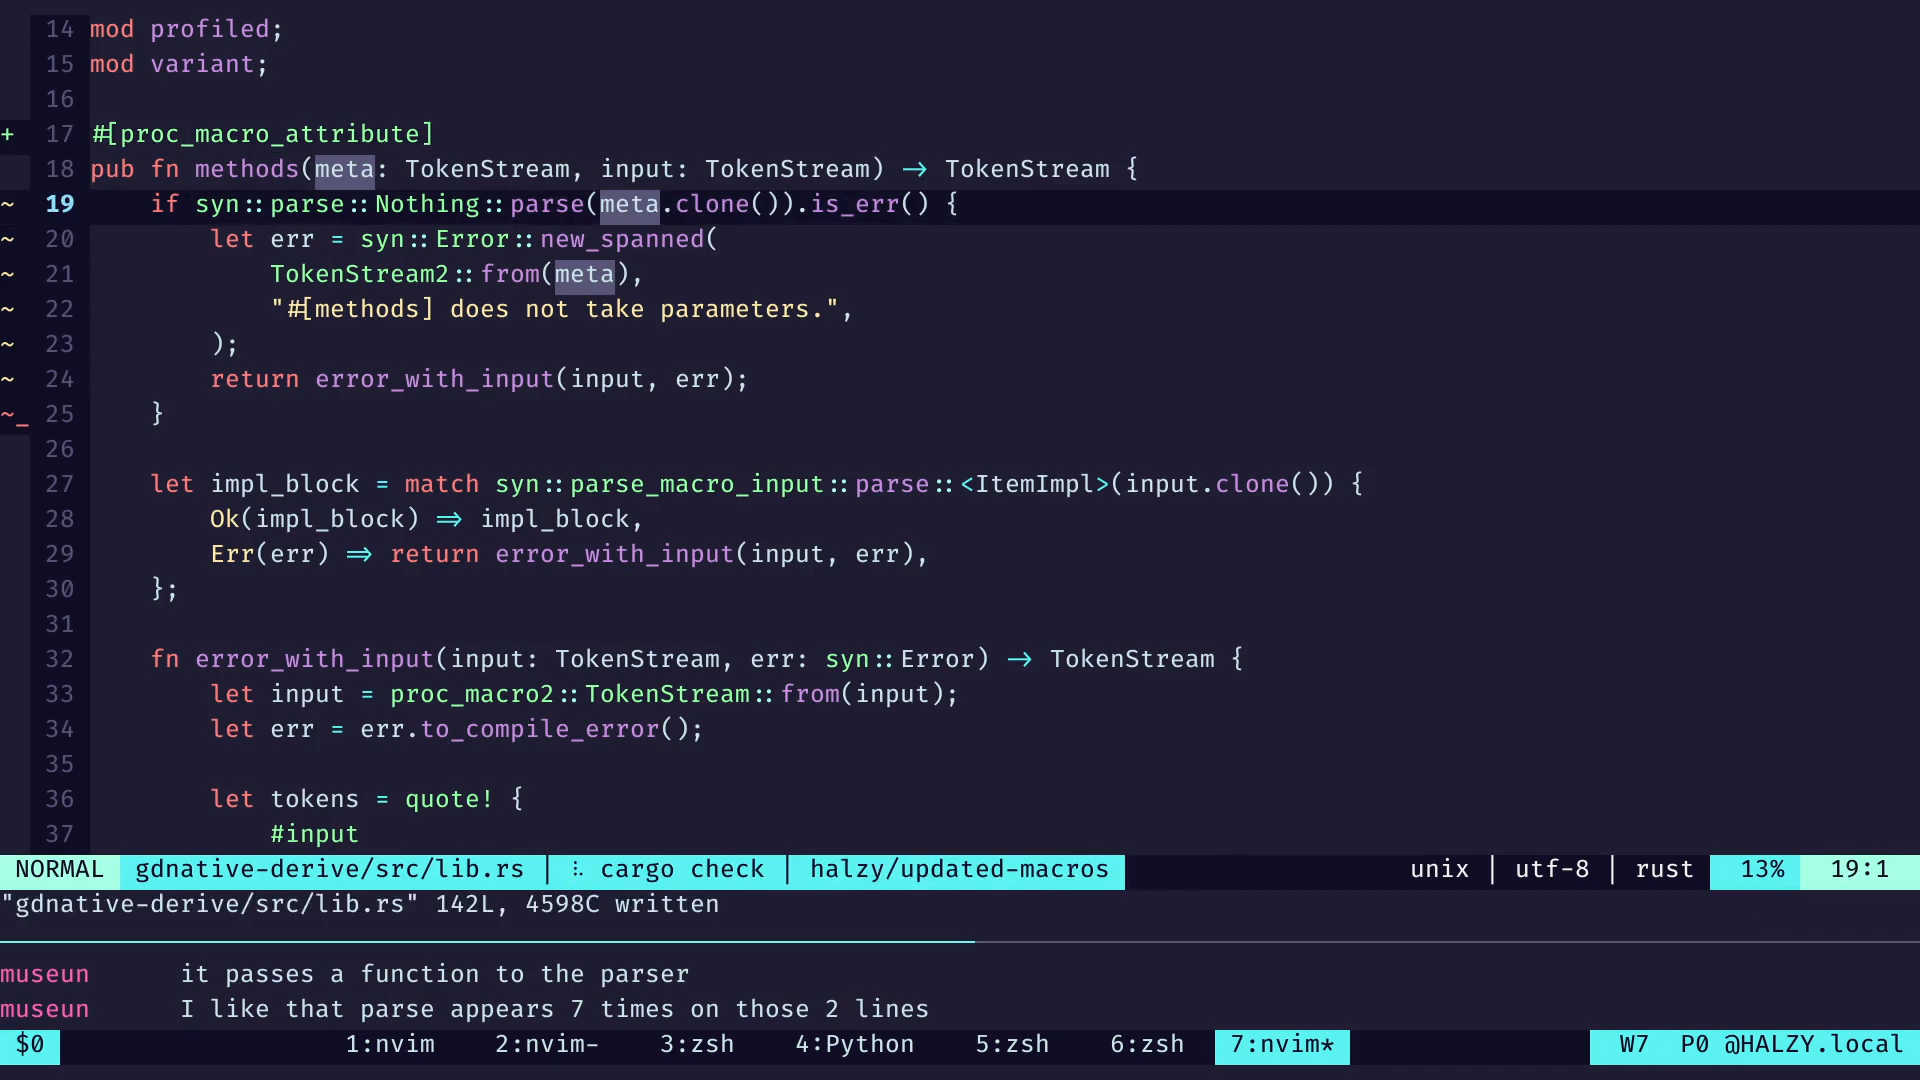 14 mod profiled;
15 mod variant;
16
+ 17 #[proc_macro_attribute]
18 pub fn methods(meta: TokenStream, input: TokenStream) -> TokenStream {
~ 19     if syn::parse::Nothing::parse(meta.clone()).is_err() {
~ 20         let err = syn::Error::new_spanned(
~ 21             TokenStream2::from(meta),
~ 22             "#[methods] does not take parameters.",
~ 23         );
~ 24         return error_with_input(input, err);
~_ 25     }
26
27     let impl_block = match syn::parse_macro_input::parse::<ItemImpl>(input.clone()) {
28         Ok(impl_block) => impl_block,
29         Err(err) => return error_with_input(input, err),
30     };
31
32     fn error_with_input(input: TokenStream, err: syn::Error) -> TokenStream {
33         let input = proc_macro2::TokenStream::from(input);
34         let err = err.to_compile_error();
35
36         let tokens = quote! {
37             #input
NORMAL gdnative-derive/src/lib.rs | ⠧ cargo check | halzy/updated-macros unix | utf-8 | rust 13% 19:1
"gdnative-derive/src/lib.rs" 142L, 4598C written
museun it passes a function to the parser
museun I like that parse appears 7 times on those 2 lines
$0 1:nvim 2:nvim- 3:zsh 4:Python 5:zsh 6:zsh 7:nvim* W7 P0 @HALZY.local